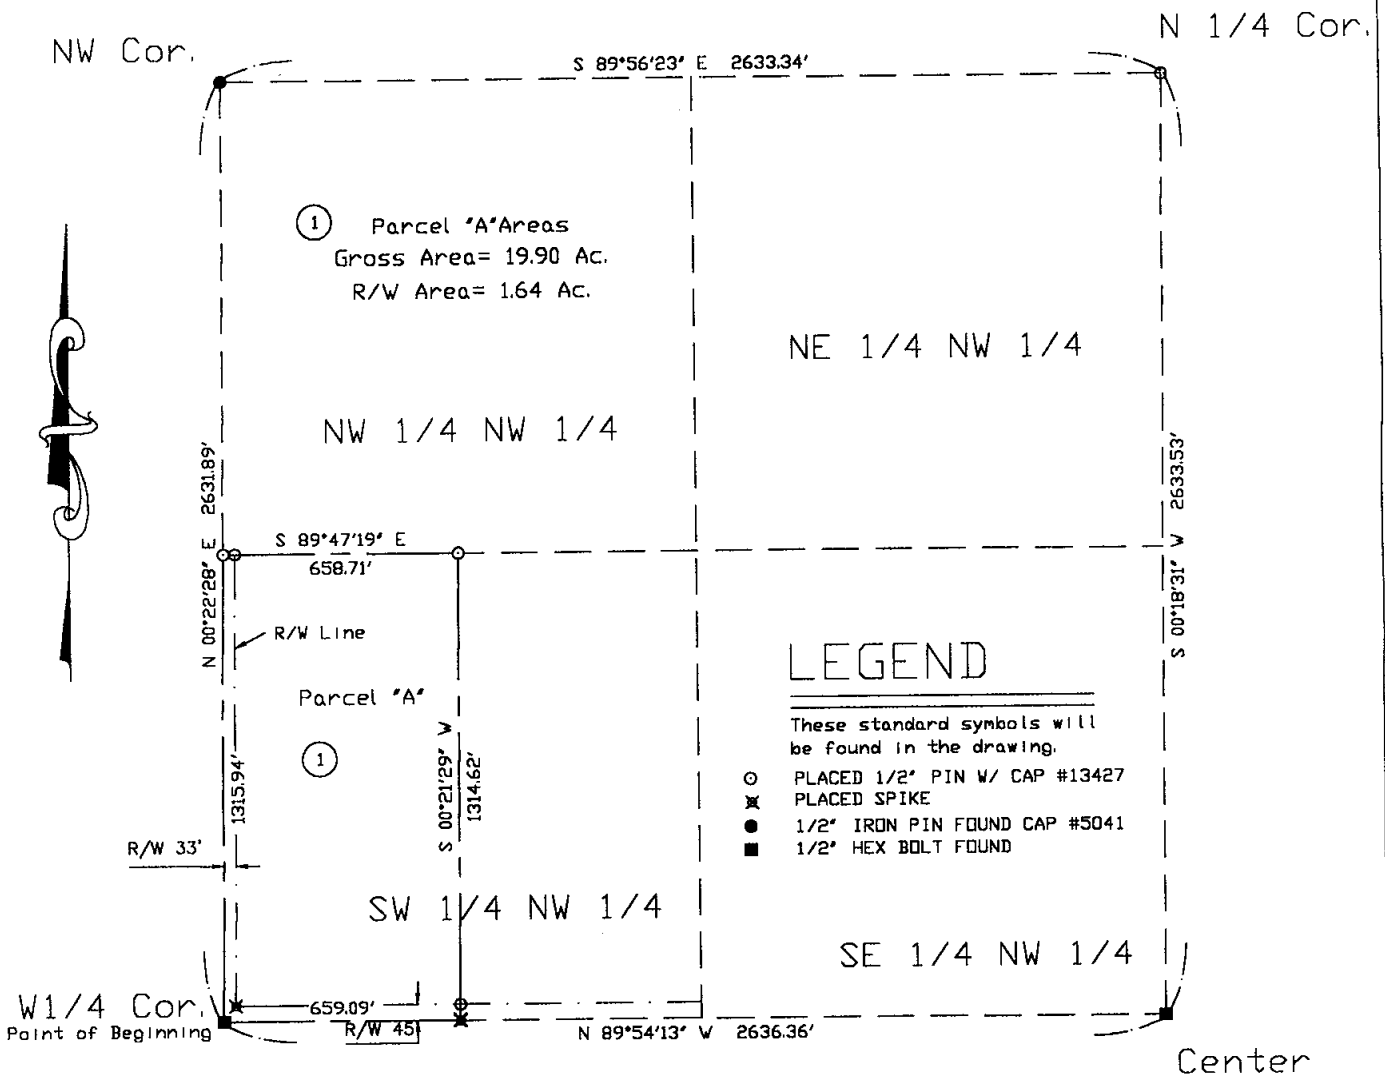 N 1/4 Cor.
NW Cor.
S 89°56'23" E 2633.34'
1
Parcel "A"Areas
Gross Area= 19.90 Ac.
R/W Area= 1.64 Ac.
NE 1/4 NW 1/4
NW 1/4 NW 1/4
N 00°22'28" E 2631.89'
S 00°18'31" W 2633.53'
S 89°47'19" E
658.71'
R/W Line
LEGEND
Parcel "A"
These standard symbols will
be found in the drawing.
1
S 00°21'29" W
1314.62'
1315.94'
PLACED 1/2" PIN W/ CAP #13427
PLACED SPIKE
1/2" IRON PIN FOUND CAP #5041
1/2" HEX BOLT FOUND
R/W 33'
SW 1/4 NW 1/4
SE 1/4 NW 1/4
W1/4 Cor.
Point of Beginning
659.09'
R/W 45'
N 89°54'13" W 2636.36'
Center